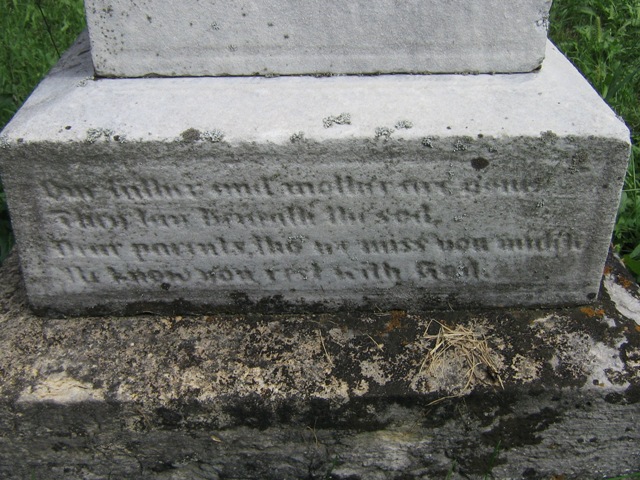 Our father and mother are gone
They lay beneath the sod,
Dear parents, tho' we miss you much
We know you rest with God.